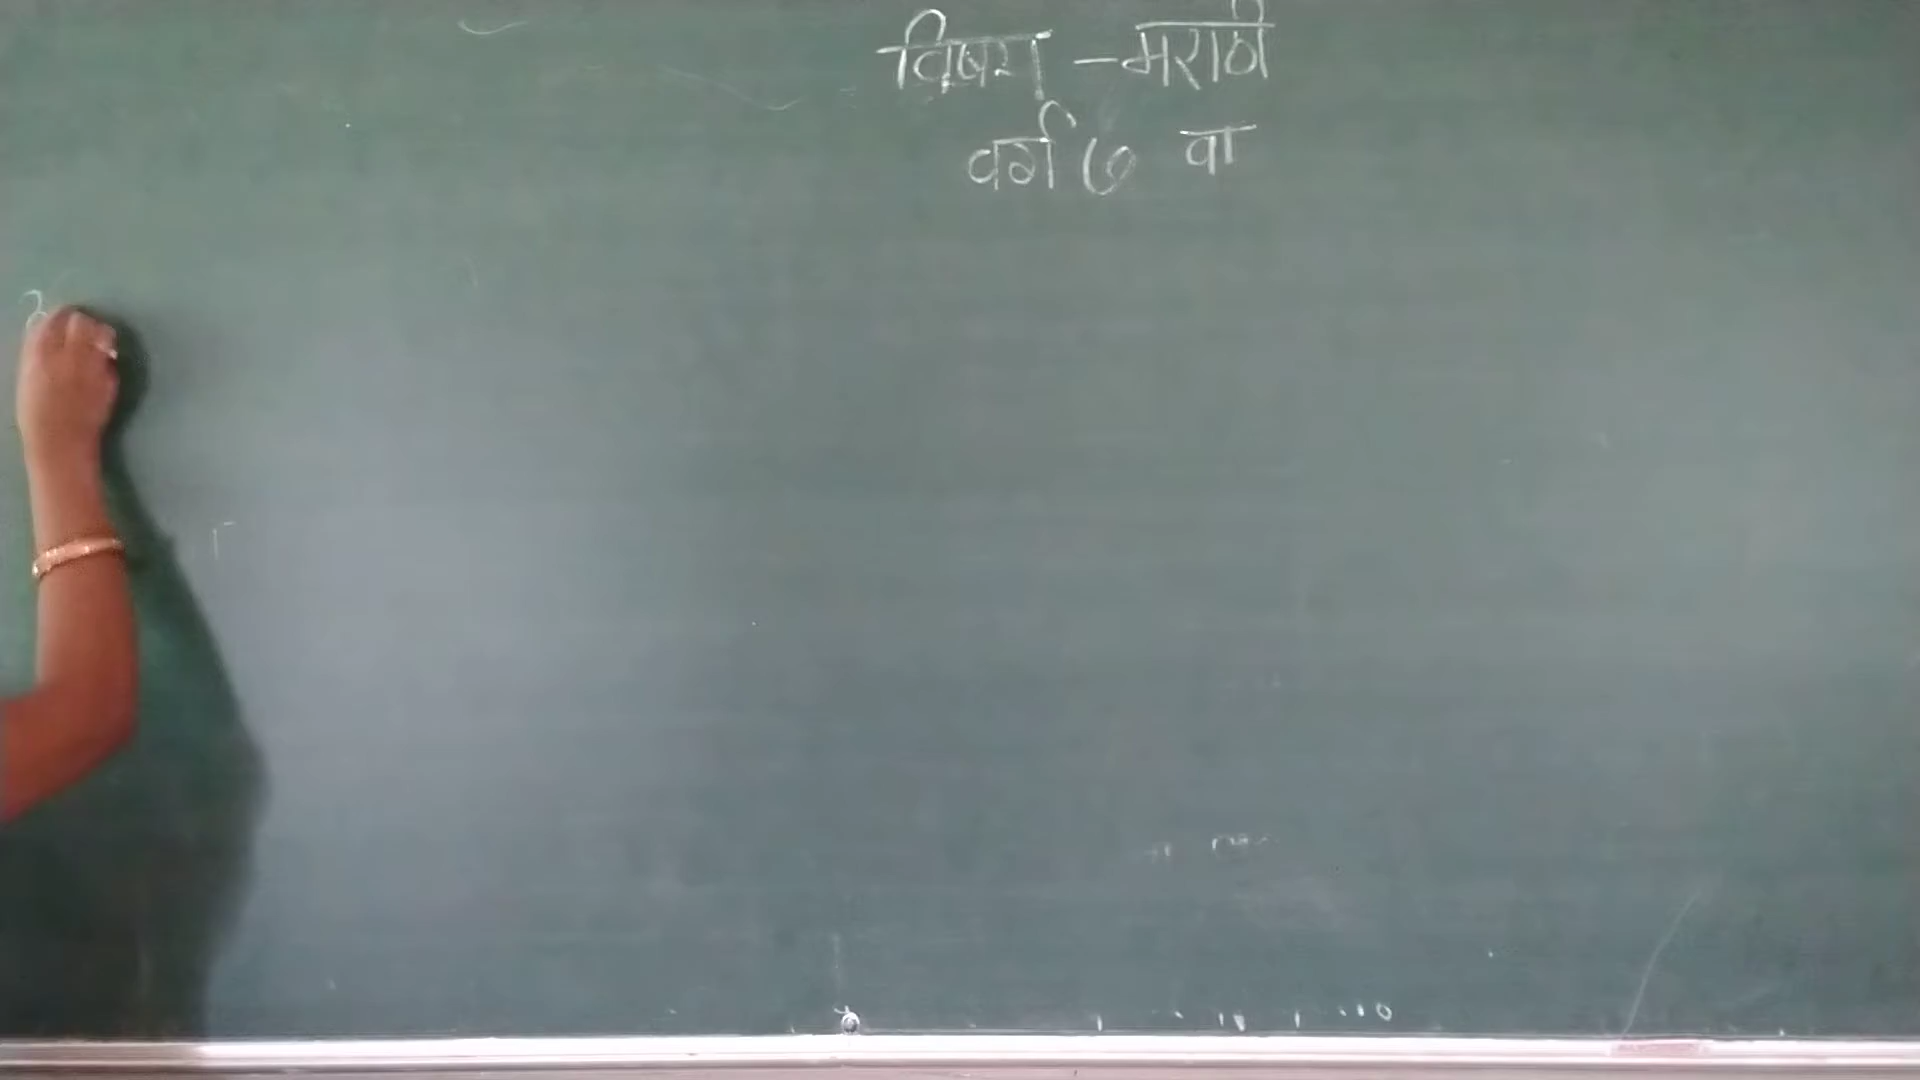 विषय – मराठी
वर्ग ७ वा